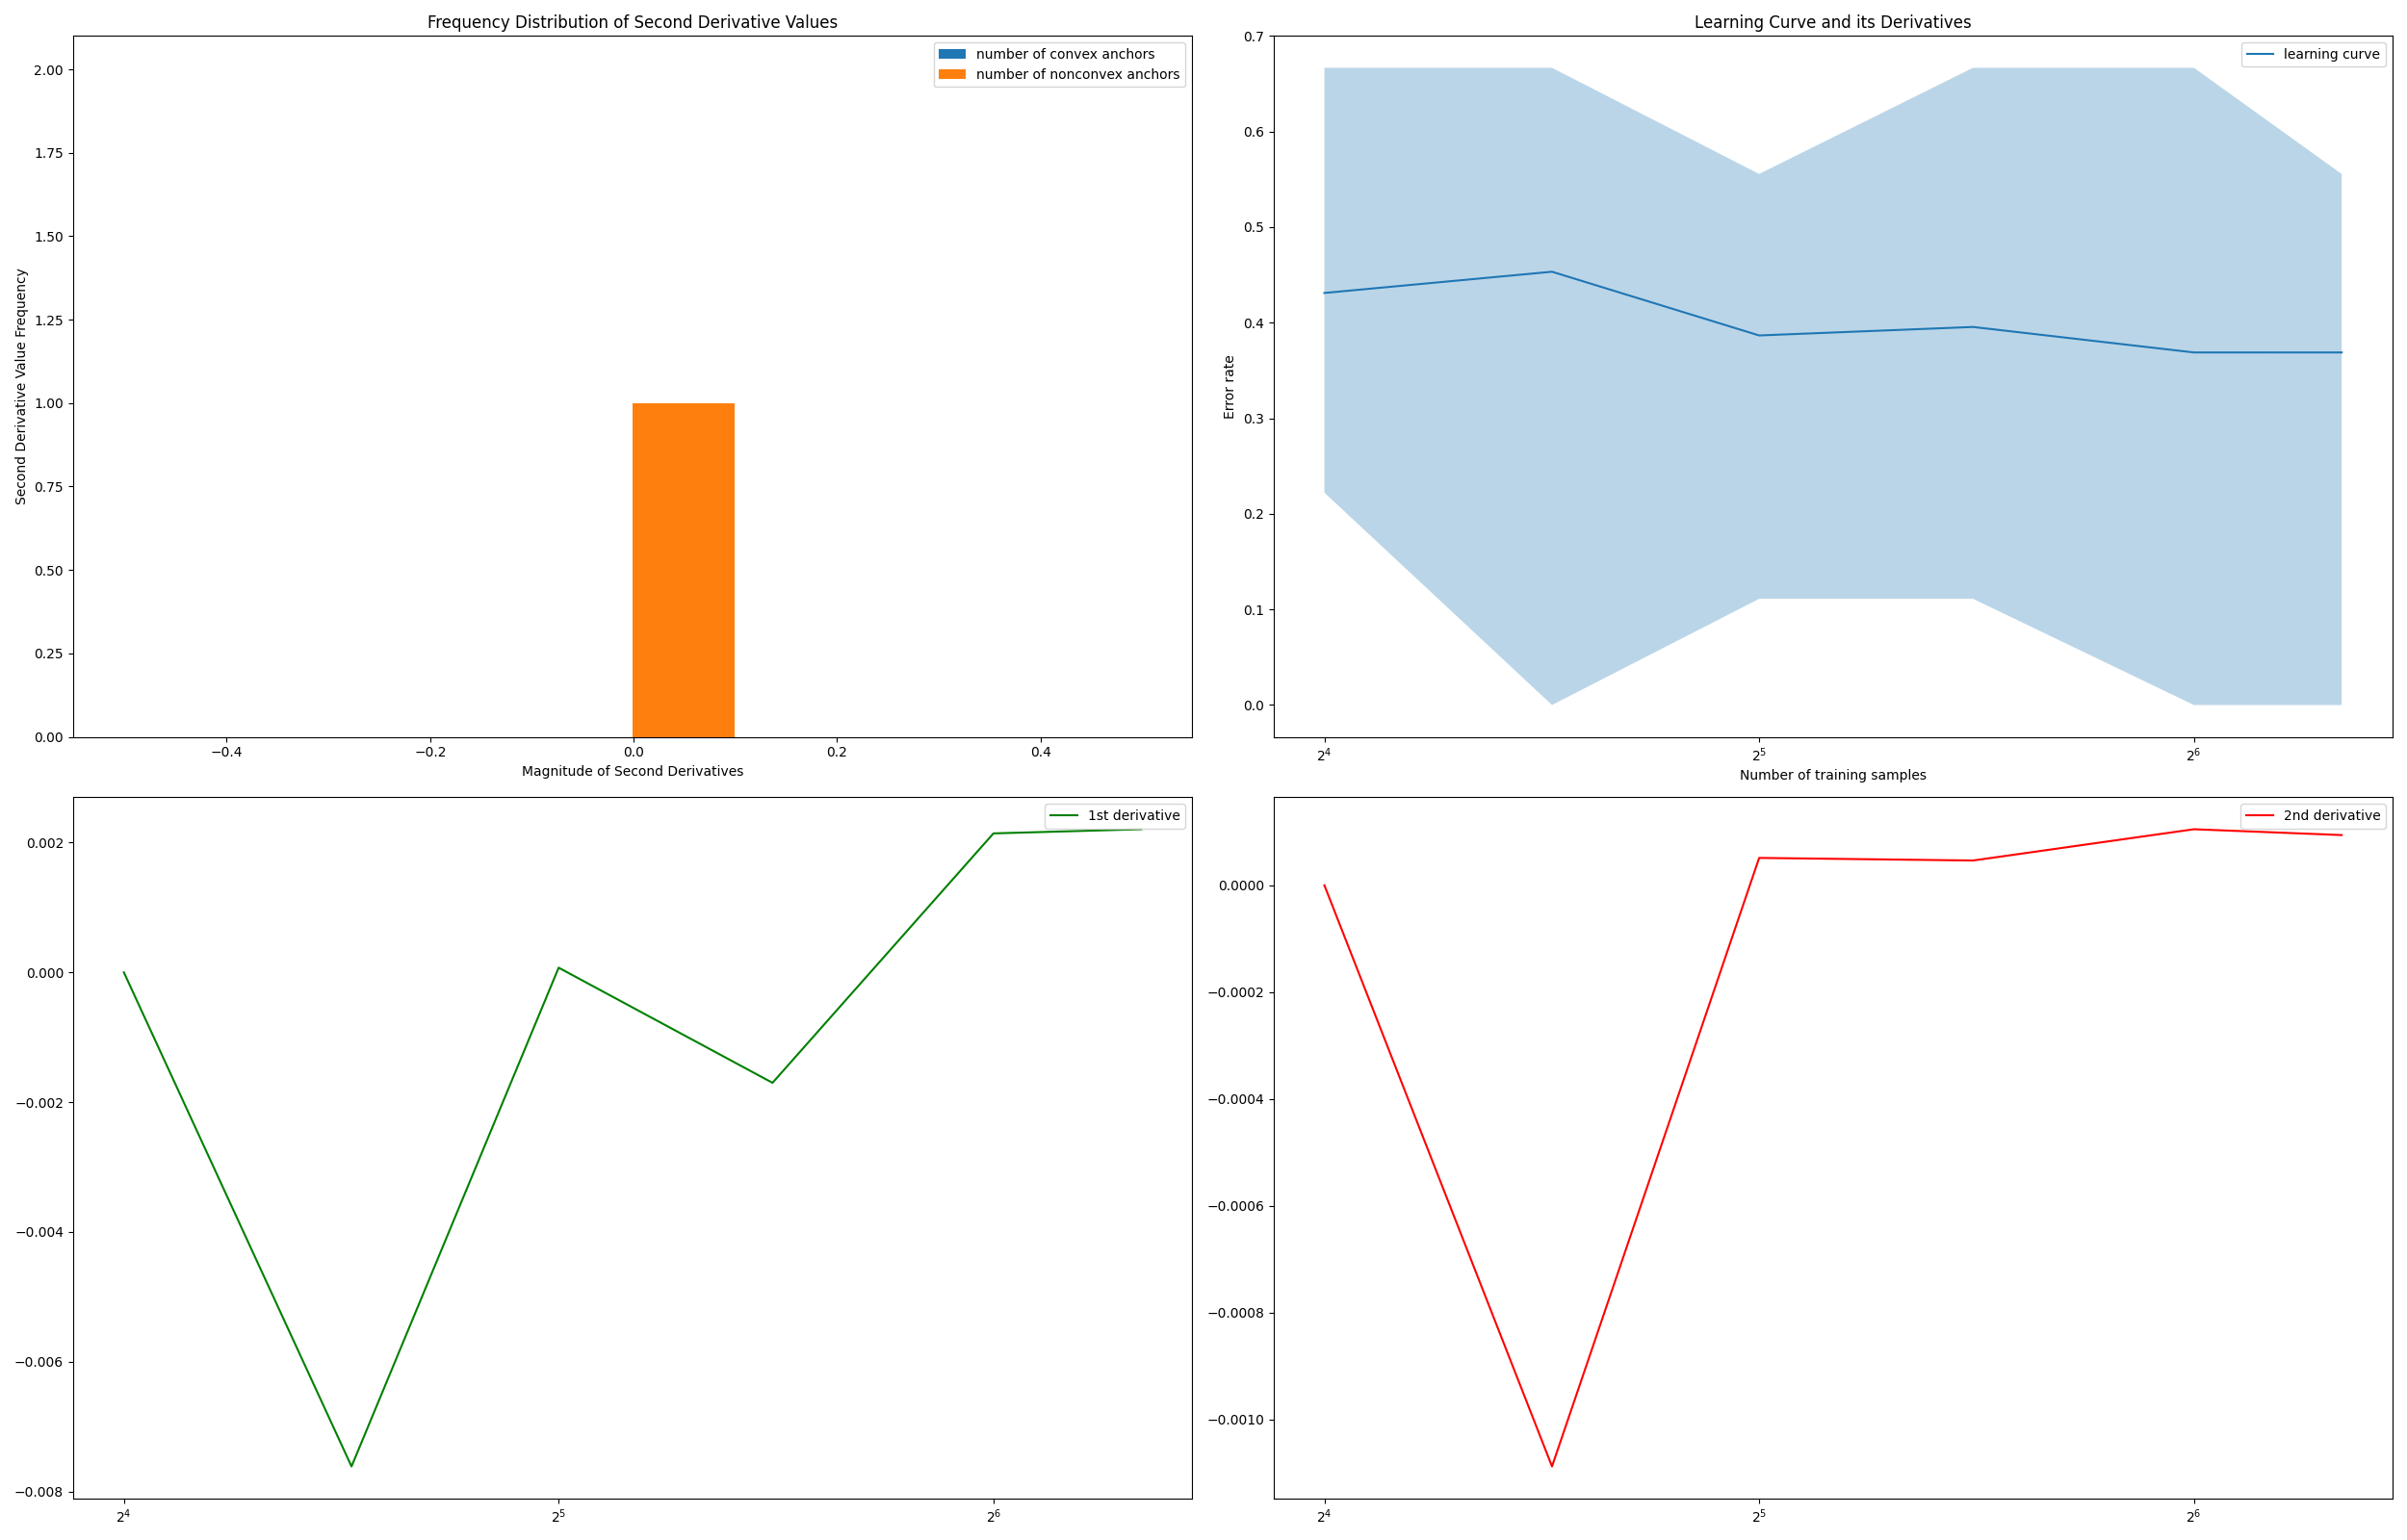 Frequency Distribution of Second Derivative Values
number of convex anchors
number of nonconvex anchors
Second Derivative Value Frequency
2.00
1.75
1.50
1.25
1.00
0.75
0.50
0.25
0.00
−0.4 −0.2 0.0 0.2 0.4
Magnitude of Second Derivatives
Learning Curve and its Derivatives
learning curve
Error rate
0.7
0.6
0.5
0.4
0.3
0.2
0.1
0.0
2⁴ 2⁵ 2⁶
Number of training samples
1st derivative
0.002
0.000
−0.002
−0.004
−0.006
−0.008
2⁴ 2⁵ 2⁶
2nd derivative
0.0000
−0.0002
−0.0004
−0.0006
−0.0008
−0.0010
2⁴ 2⁵ 2⁶